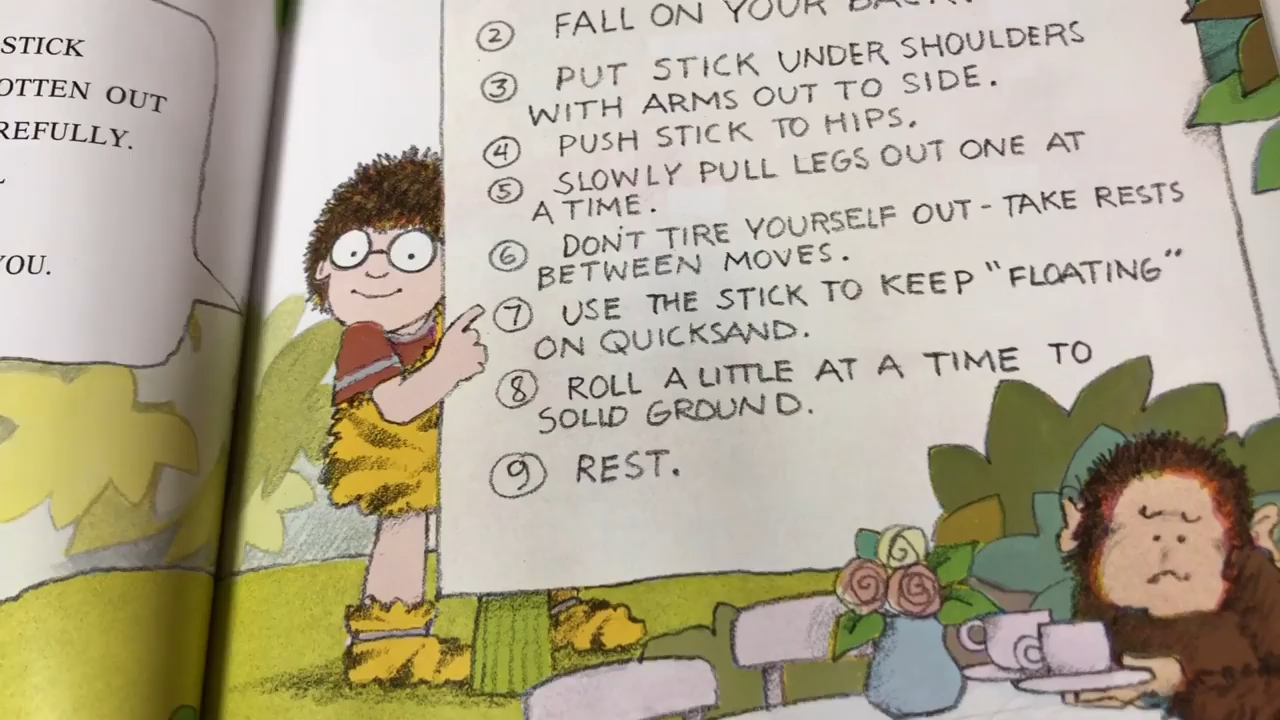 STICK
OTTEN OUT
REFULLY.
YOU.
② FALL ON YOUR BACK.
③ PUT STICK UNDER SHOULDERS
WITH ARMS OUT TO SIDE.
④ PUSH STICK TO HIPS.
⑤ SLOWLY PULL LEGS OUT ONE AT
A TIME.
⑥ DON'T TIRE YOURSELF OUT - TAKE RESTS
BETWEEN MOVES.
⑦ USE THE STICK TO KEEP "FLOATING"
ON QUICKSAND.
⑧ ROLL A LITTLE AT A TIME TO
SOLID GROUND.
⑨ REST.